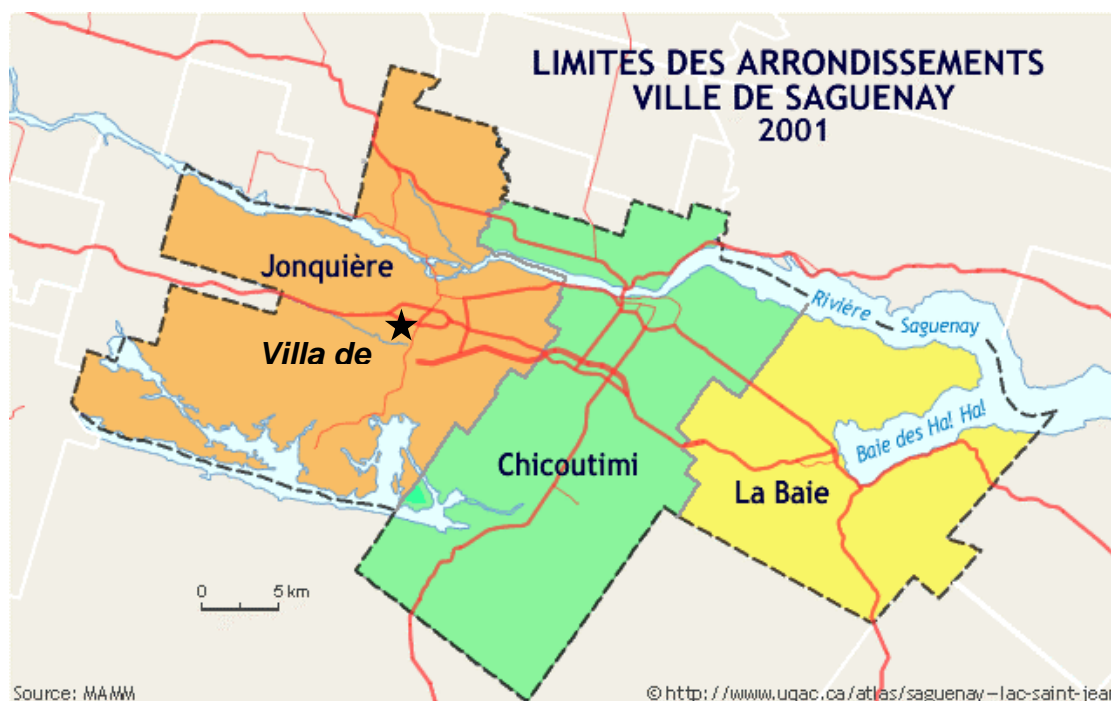 LIMITES DES ARRONDISSEMENTS
VILLE DE SAGUENAY
2001
Jonquière
Villa de
Rivière
Saguenay
Baie des Ha! Ha!
Chicoutimi
La Baie
0 5 km
Source: MAMM
© http://www.uqac.ca/atlas/saguenay-lac-saint-jean